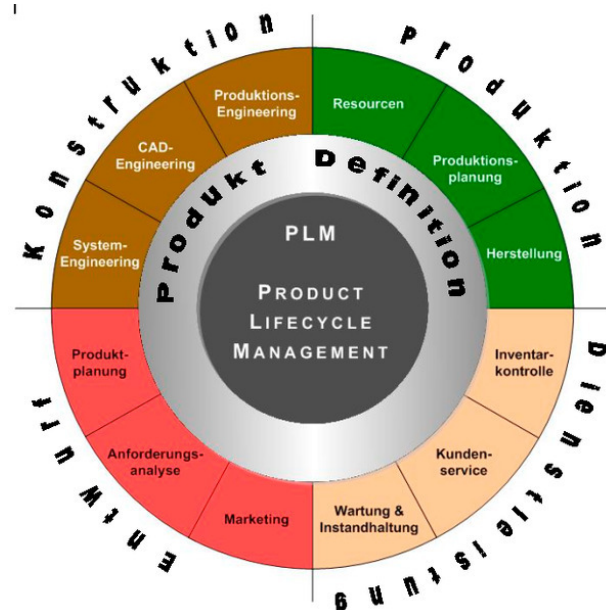 Konstruktion
Produktion
Produktions-
Engineering
Resourcen
CAD-
Engineering
Produktions-
planung
System-
Engineering
Herstellung
Produkt Definition
PLM
PRODUCT
LIFECYCLE
MANAGEMENT
Produkt-
planung
Inventar-
kontrolle
Anforderungs-
analyse
Kunden-
service
Marketing
Wartung &
Instandhaltung
Entwurf
Dienstleistung